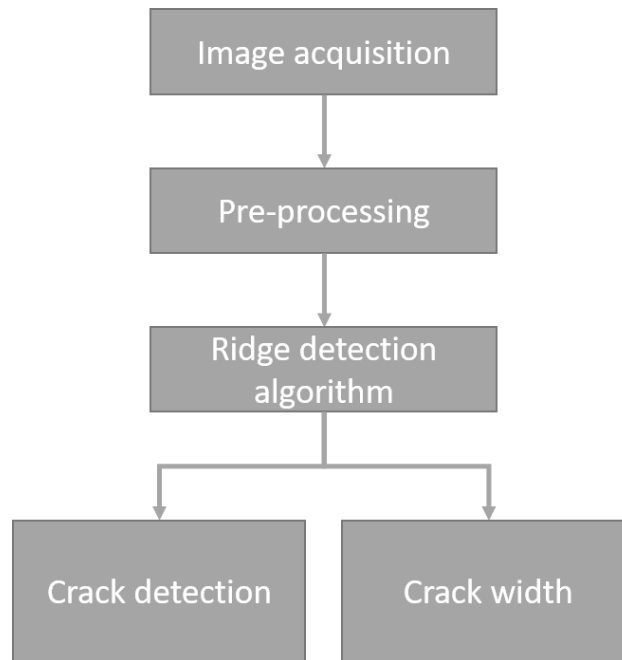 Image acquisition
Pre-processing
Ridge detection
algorithm
Crack detection
Crack width